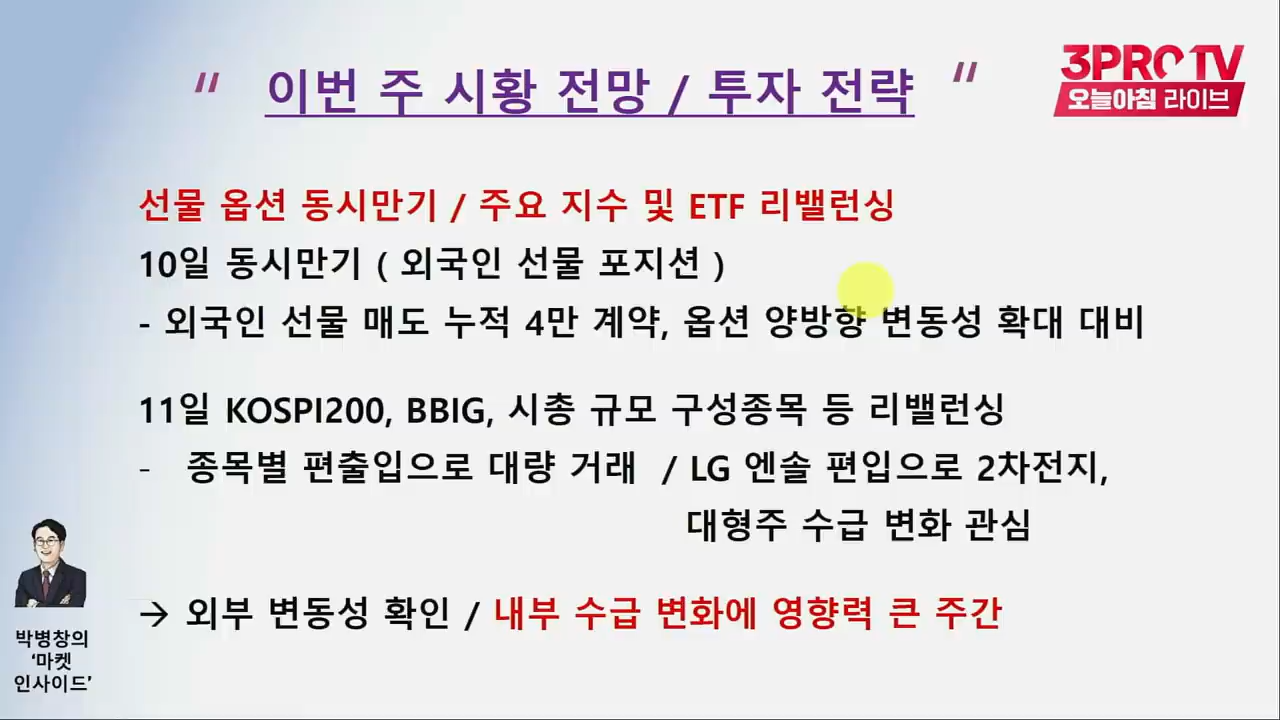 “ 이번 주 시황 전망 / 투자 전략 “
3PRO TV
오늘아침 라이브
선물 옵션 동시만기 / 주요 지수 및 ETF 리밸런싱
10일 동시만기 ( 외국인 선물 포지션 )
- 외국인 선물 매도 누적 4만 계약, 옵션 양방향 변동성 확대 대비
11일 KOSPI200, BBIG, 시총 규모 구성종목 등 리밸런싱
- 종목별 편출입으로 대량 거래 / LG 엔솔 편입으로 2차전지,
대형주 수급 변화 관심
→ 외부 변동성 확인 / 내부 수급 변화에 영향력 큰 주간
박병창의
‘마켓
인사이드’